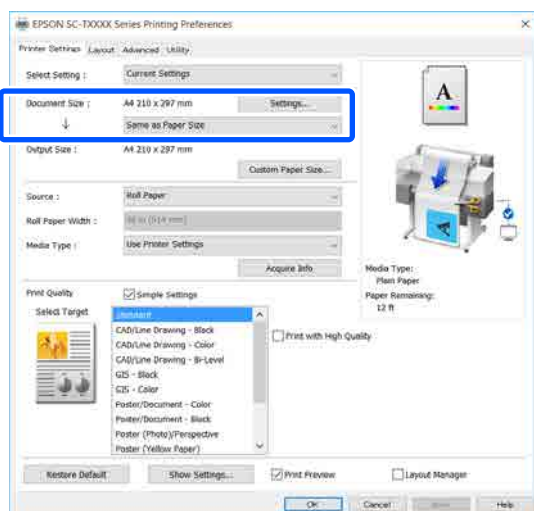 EPSON SC-TXXXX Series Printing Preferences
Printer Settings Layout Advanced Utility
Select Setting : Current Settings
Document Size : A4 210 x 297 mm Settings...
↓ Same as Paper Size
Output Size : A4 210 x 297 mm
Custom Paper Size...
Source : Roll Paper
Roll Paper Width :
Media Type : Use Printer Settings
Acquire Info
A
Media Type:
Plain Paper
Paper Remaining:
12 ft
Print Quality Simple Settings
Select Target
Standard
CAD/Line Drawing - Black
CAD/Line Drawing - Color
CAD/Line Drawing - Bi-Level
GIS - Black
GIS - Color
Poster/Document - Color
Poster/Document - Black
Poster (Photo)/Perspective
Poster (Yellow Paper)
Print with High Quality
Restore Default Show Settings... Print Preview Layout Manager
OK Cancel Help